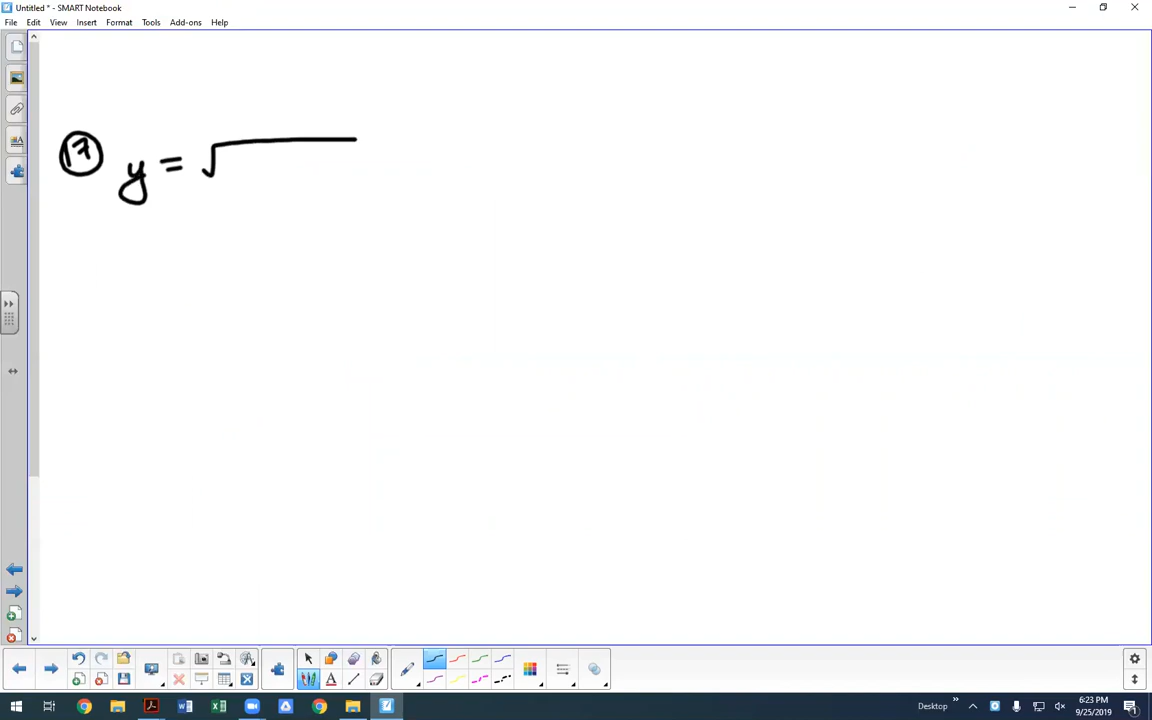 Untitled * - SMART Notebook
File Edit View Insert Format Tools Add-ons Help
17 y = √
Desktop
6:23 PM
9/25/2019